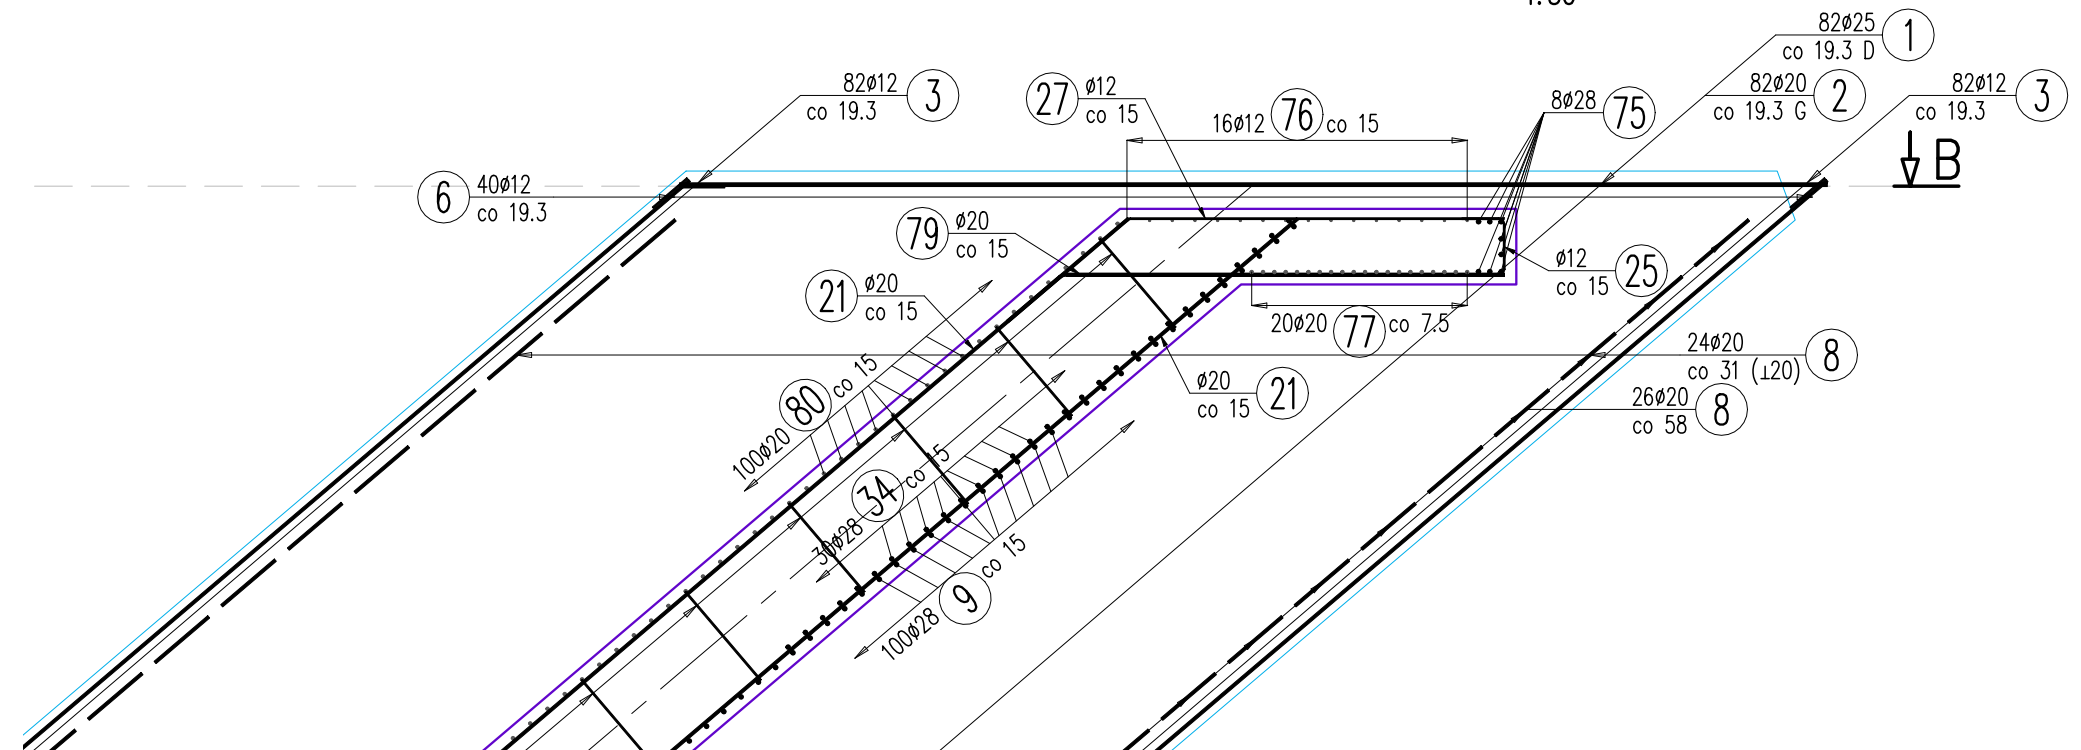 82ø25
co 19.3 D
1
82ø12
co 19.3
3
27
ø12
co 15
16ø12
76
co 15
8ø28
75
82ø20
co 19.3 G
2
82ø12
co 19.3
3
B
6
40ø12
co 19.3
79
ø20
co 15
ø12
co 15
25
21
ø20
co 15
20ø20
77
co 7.5
24ø20
co 31 (⊥20)
8
ø20
co 15
21
26ø20
co 58
8
100ø20
80
co 15
30ø28
34
co 15
100ø28
9
co 15